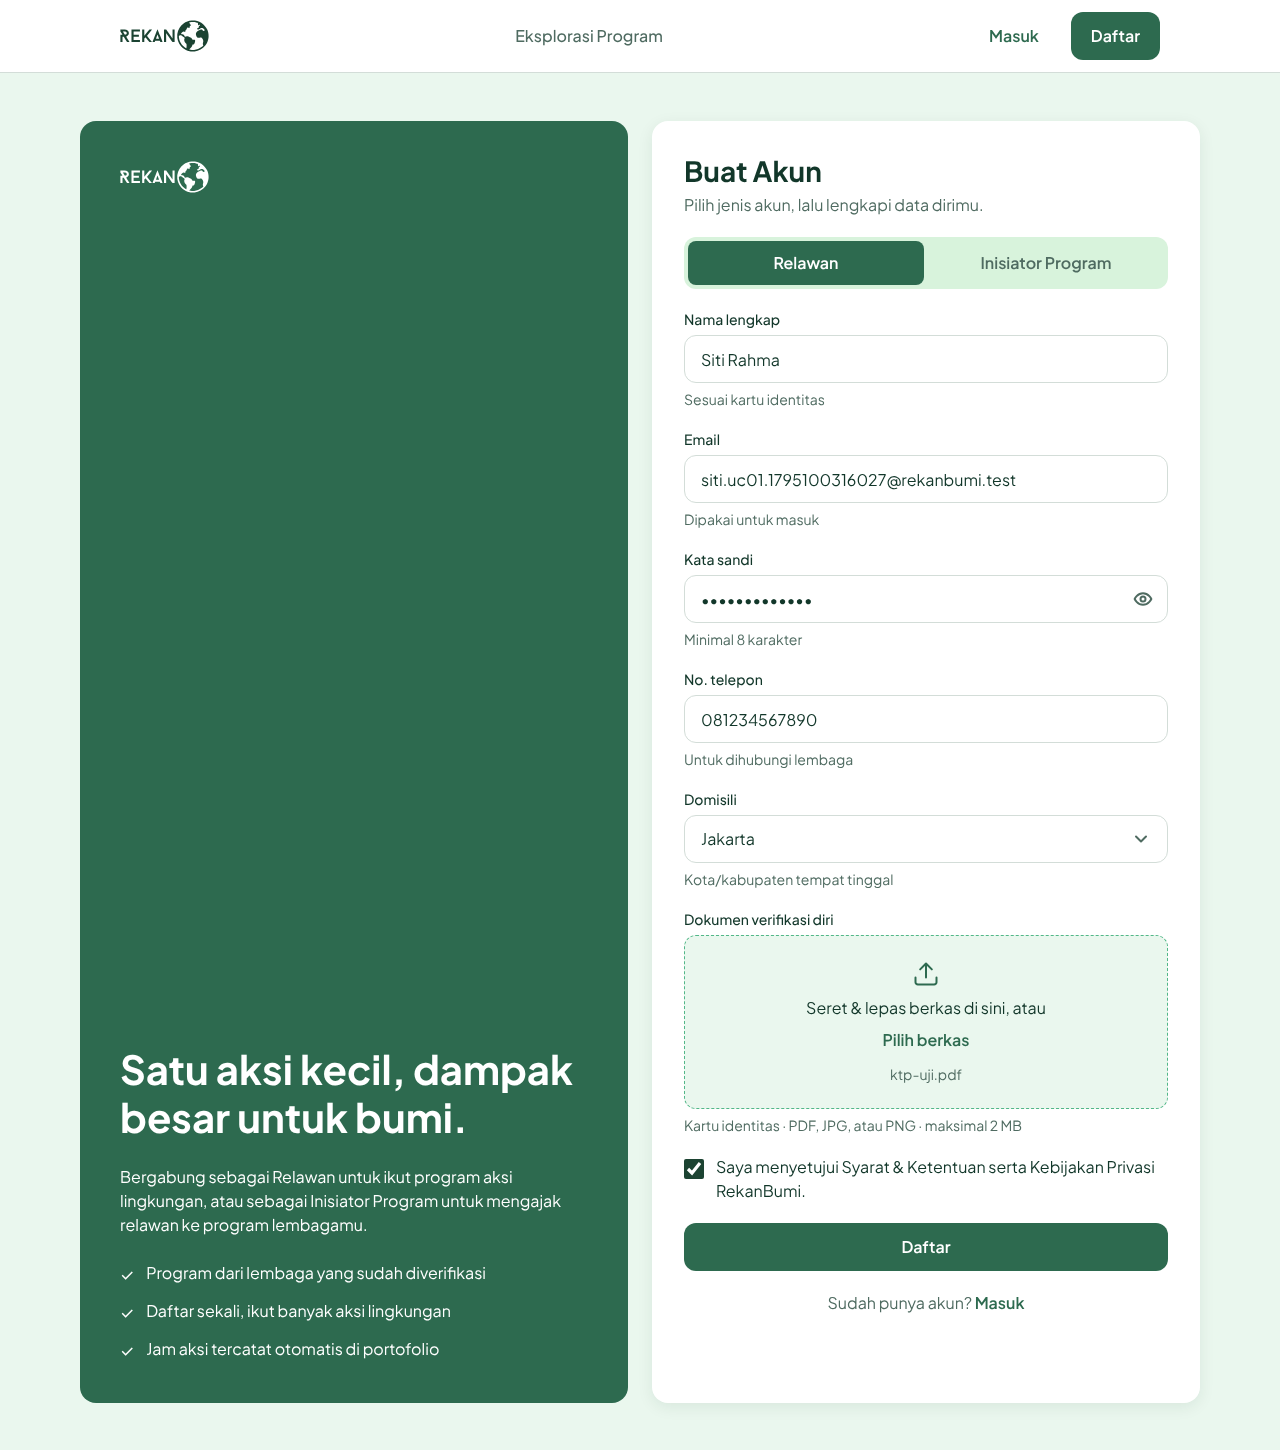 REKAN
Eksplorasi Program
Masuk
Daftar
REKAN
Satu aksi kecil, dampak
besar untuk bumi.
Bergabung sebagai Relawan untuk ikut program aksi
lingkungan, atau sebagai Inisiator Program untuk mengajak
relawan ke program lembagamu.
Program dari lembaga yang sudah diverifikasi
Daftar sekali, ikut banyak aksi lingkungan
Jam aksi tercatat otomatis di portofolio
Buat Akun
Pilih jenis akun, lalu lengkapi data dirimu.
Relawan
Inisiator Program
Nama lengkap
Siti Rahma
Sesuai kartu identitas
Email
siti.uc01.1795100316027@rekanbumi.test
Dipakai untuk masuk
Kata sandi
•••••••••••••
Minimal 8 karakter
No. telepon
081234567890
Untuk dihubungi lembaga
Domisili
Jakarta
Kota/kabupaten tempat tinggal
Dokumen verifikasi diri
Seret & lepas berkas di sini, atau
Pilih berkas
ktp-uji.pdf
Kartu identitas · PDF, JPG, atau PNG · maksimal 2 MB
Saya menyetujui Syarat & Ketentuan serta Kebijakan Privasi
RekanBumi.
Daftar
Sudah punya akun? Masuk